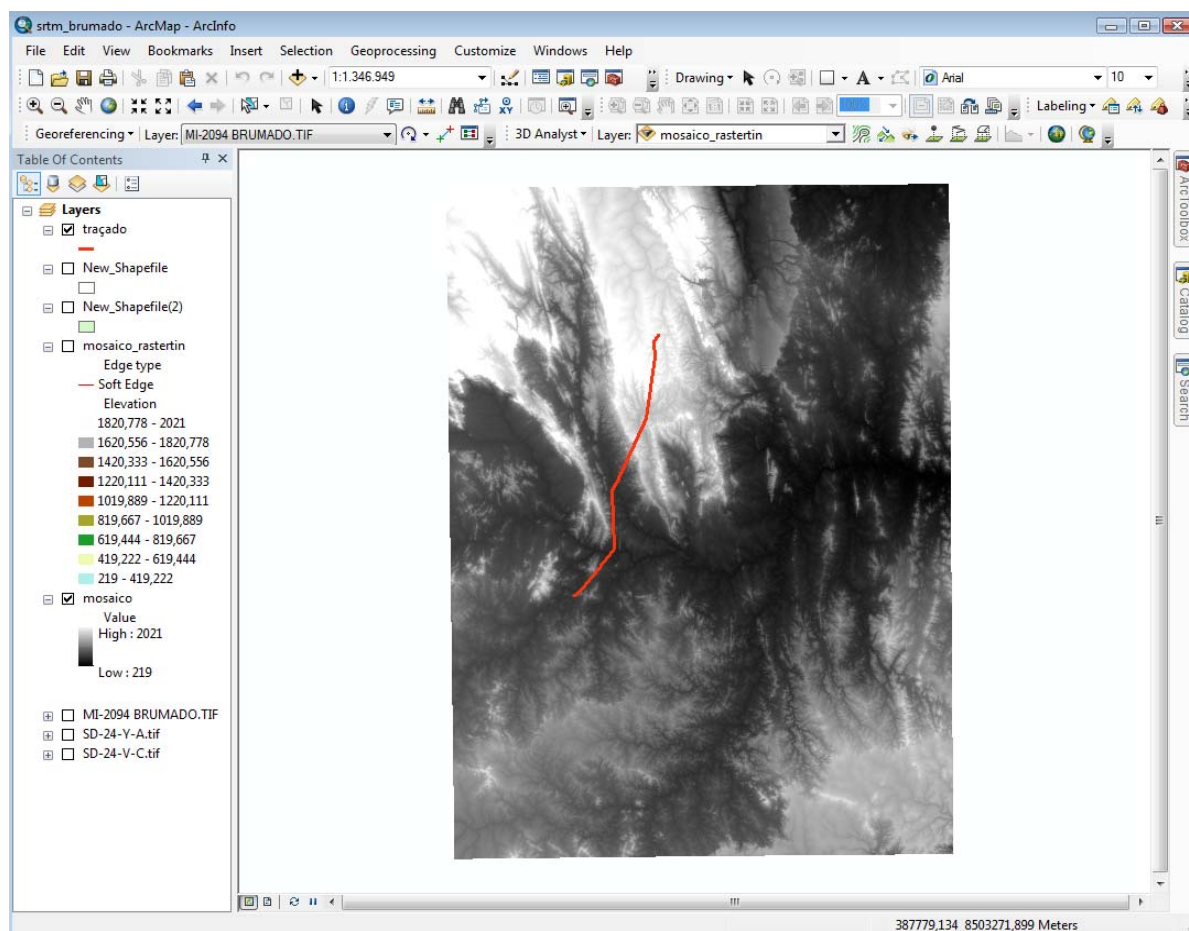 srtm_brumado - ArcMap - ArcInfo
File Edit View Bookmarks Insert Selection Geoprocessing Customize Windows Help
1:1.346.949 Drawing A Arial 10
100% Labeling
Georeferencing Layer: MI-2094 BRUMADO.TIF 3D Analyst Layer: mosaico_rastertin
Table Of Contents
Layers
traçado
New_Shapefile
New_Shapefile(2)
mosaico_rastertin
Edge type
Soft Edge
Elevation
1820,778 - 2021
1620,556 - 1820,778
1420,333 - 1620,556
1220,111 - 1420,333
1019,889 - 1220,111
819,667 - 1019,889
619,444 - 819,667
419,222 - 619,444
219 - 419,222
mosaico
Value
High : 2021
Low : 219
MI-2094 BRUMADO.TIF
SD-24-Y-A.tif
SD-24-V-C.tif
ArcToolbox
Catalog
Search
387779,134 8503271,899 Meters